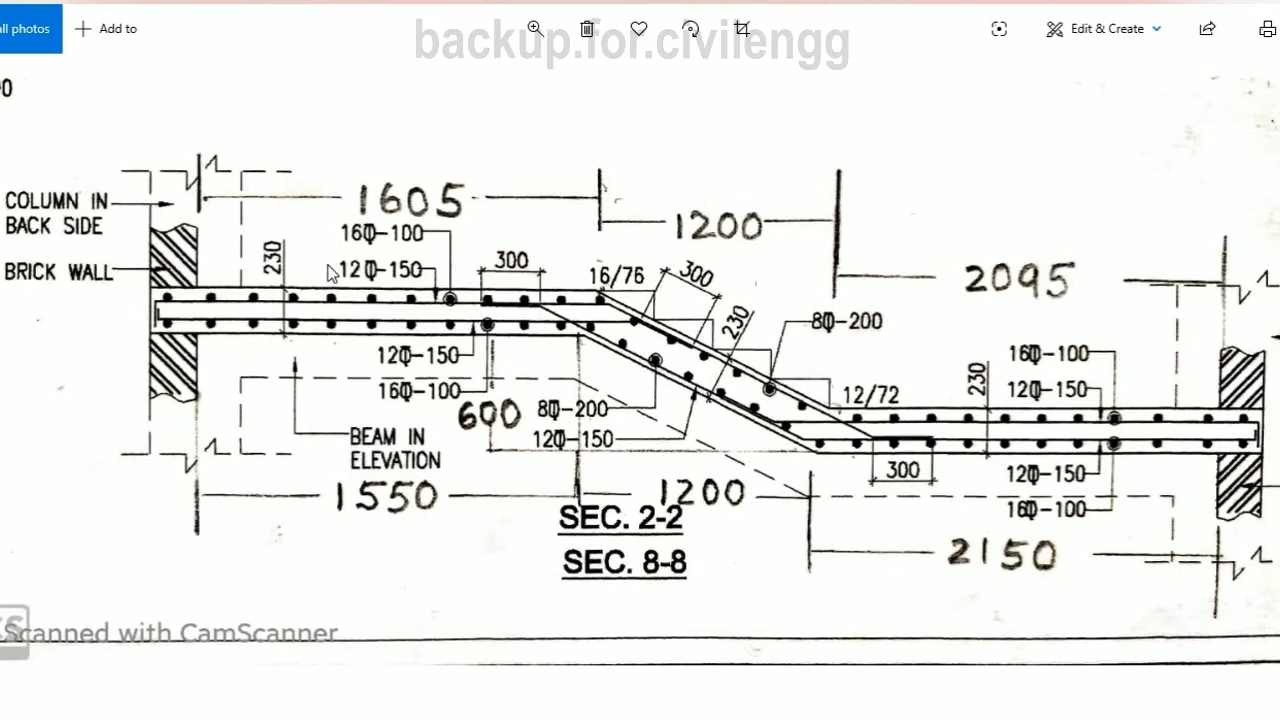 all photos
Add to
Edit & Create
backup.for.civilengg
COLUMN IN
BACK SIDE
BRICK WALL
1605
1200
2095
16Φ-100
12Φ-150
230
300
16/76
300
230
8Φ-200
12Φ-150
16Φ-100
600
8Φ-200
12Φ-150
12/72
230
16Φ-100
12Φ-150
300
12Φ-150
16Φ-100
BEAM IN
ELEVATION
1550
1200
2150
SEC. 2-2
SEC. 8-8
Scanned with CamScanner